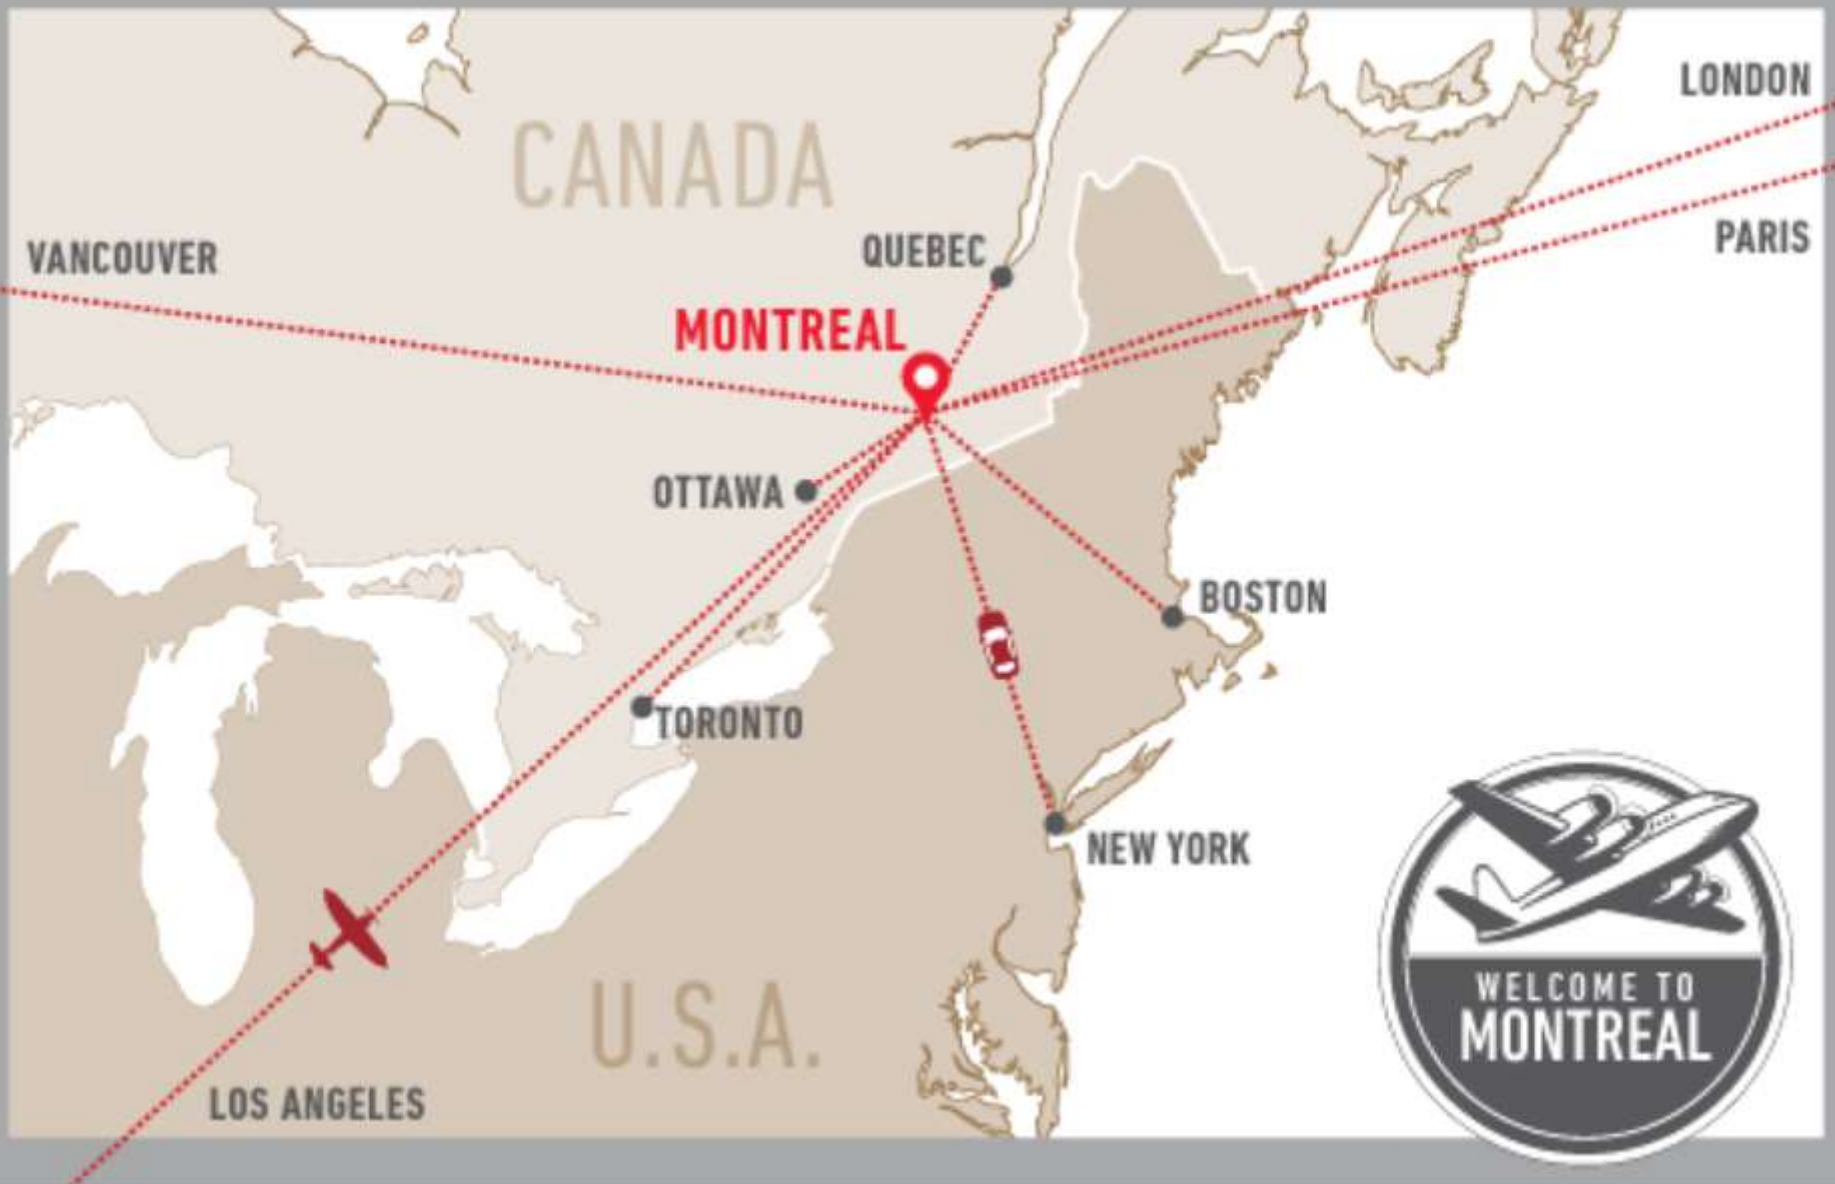 LONDON
CANADA
PARIS
VANCOUVER
QUEBEC
MONTREAL
OTTAWA
BOSTON
TORONTO
NEW YORK
U.S.A.
LOS ANGELES
WELCOME TO
MONTREAL